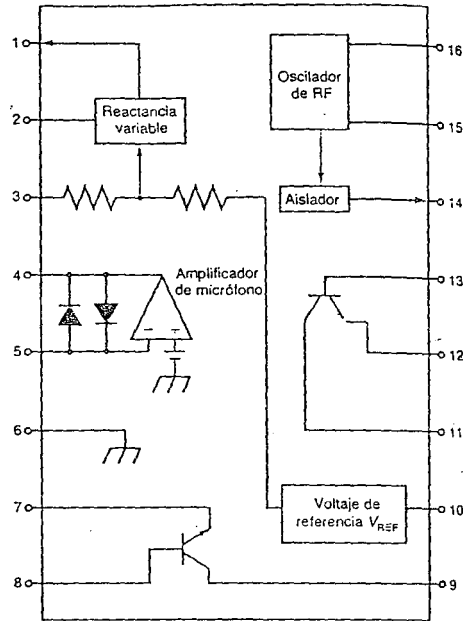 1
2
3
4
5
6
7
8
16
15
14
13
12
11
10
9
Reactancia
variable
Oscilador
de RF
Aislador
Amplificador
de micrófono
Voltaje de
referencia V_REF